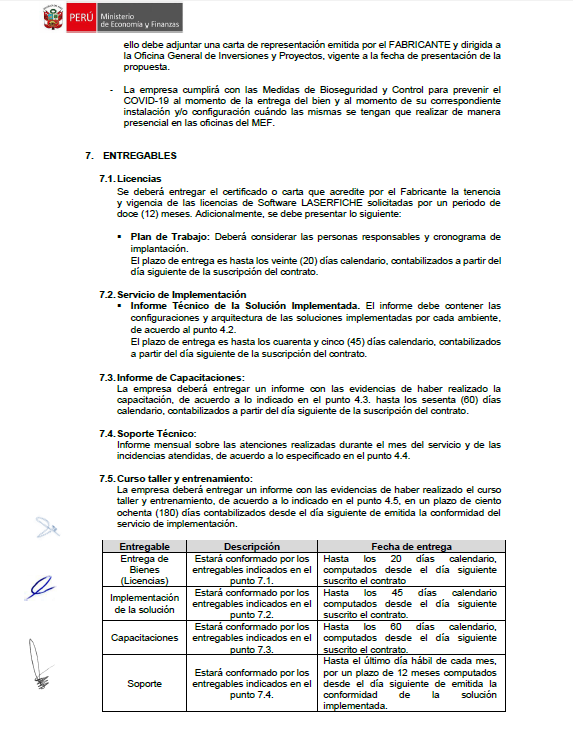 PERÚ
Ministerio
de Economía y Finanzas
ello debe adjuntar una carta de representación emitida por el FABRICANTE y dirigida a
la Oficina General de Inversiones y Proyectos, vigente a la fecha de presentación de la
propuesta.
- La empresa cumplirá con las Medidas de Bioseguridad y Control para prevenir el
COVID-19 al momento de la entrega del bien y al momento de su correspondiente
instalación y/o configuración cuándo las mismas se tengan que realizar de manera
presencial en las oficinas del MEF.
7. ENTREGABLES
7.1. Licencias
Se deberá entregar el certificado o carta que acredite por el Fabricante la tenencia
y vigencia de las licencias de Software LASERFICHE solicitadas por un periodo de
doce (12) meses. Adicionalmente, se debe presentar lo siguiente:
▪ Plan de Trabajo: Deberá considerar las personas responsables y cronograma de
implantación.
El plazo de entrega es hasta los veinte (20) días calendario, contabilizados a partir del
día siguiente de la suscripción del contrato.
7.2. Servicio de Implementación
▪ Informe Técnico de la Solución Implementada. El informe debe contener las
configuraciones y arquitectura de las soluciones implementadas por cada ambiente,
de acuerdo al punto 4.2.
El plazo de entrega es hasta los cuarenta y cinco (45) días calendario, contabilizados
a partir del día siguiente de la suscripción del contrato.
7.3. Informe de Capacitaciones:
La empresa deberá entregar un informe con las evidencias de haber realizado la
capacitación, de acuerdo a lo indicado en el punto 4.3. hasta los sesenta (60) días
calendario, contabilizados a partir del día siguiente de la suscripción del contrato.
7.4. Soporte Técnico:
Informe mensual sobre las atenciones realizadas durante el mes del servicio y de las
incidencias atendidas, de acuerdo a lo especificado en el punto 4.4.
7.5. Curso taller y entrenamiento:
La empresa deberá entregar un informe con las evidencias de haber realizado el curso
taller y entrenamiento, de acuerdo a lo indicado en el punto 4.5, en un plazo de ciento
ochenta (180) días contabilizados desde el día siguiente de emitida la conformidad del
servicio de implementación.
Entregable Descripción Fecha de entrega
Entrega de
Bienes
(Licencias)
Estará conformado por los
entregables indicados en el
punto 7.1.
Hasta los 20 días calendario,
computados desde el día siguiente
suscrito el contrato
Implementación
de la solución
Estará conformado por los
entregables indicados en el
punto 7.2.
Hasta los 45 días calendario
computados desde el día siguiente
suscrito el contrato.
Capacitaciones
Estará conformado por los
entregables indicados en el
punto 7.3.
Hasta los 60 días calendario,
computados desde el día siguiente
suscrito el contrato.
Soporte
Estará conformado por los
entregables indicados en el
punto 7.4.
Hasta el último día hábil de cada mes,
por un plazo de 12 meses computados
desde el día siguiente de emitida la
conformidad de la solución
implementada.